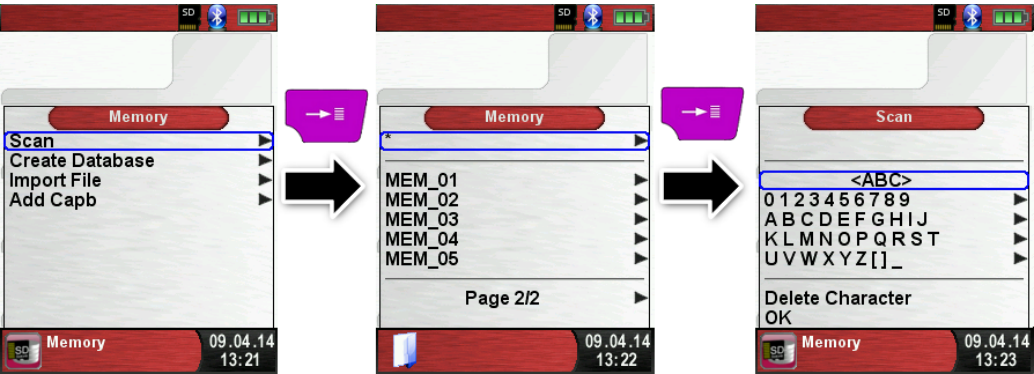 SD
Memory
Scan
Create Database
Import File
Add Capb
SD
Memory
09.04.14
13:21
SD
Memory
*
MEM_01
MEM_02
MEM_03
MEM_04
MEM_05
Page 2/2
09.04.14
13:22
SD
Scan
<ABC>
0 1 2 3 4 5 6 7 8 9
A B C D E F G H I J
K L M N O P Q R S T
U V W X Y Z [ ] _
Delete Character
OK
SD
Memory
09.04.14
13:23